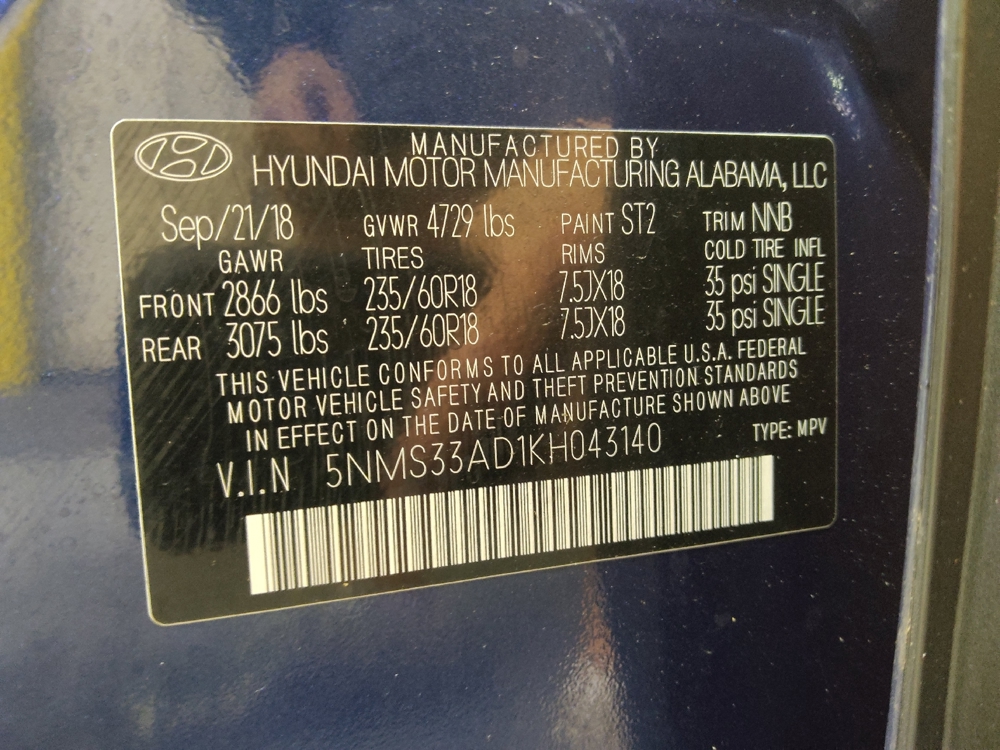 MANUFACTURED BY
HYUNDAI MOTOR MANUFACTURING ALABAMA, LLC
Sep/21/18 GVWR 4729 lbs PAINT ST2 TRIM NNB
GAWR TIRES RIMS COLD TIRE INFL
FRONT 2866 lbs 235/60R18 7.5JX18 35 psi SINGLE
REAR 3075 lbs 235/60R18 7.5JX18 35 psi SINGLE
THIS VEHICLE CONFORMS TO ALL APPLICABLE U.S.A. FEDERAL
MOTOR VEHICLE SAFETY AND THEFT PREVENTION STANDARDS
IN EFFECT ON THE DATE OF MANUFACTURE SHOWN ABOVE
V.I.N 5NMS33AD1KH043140 TYPE: MPV